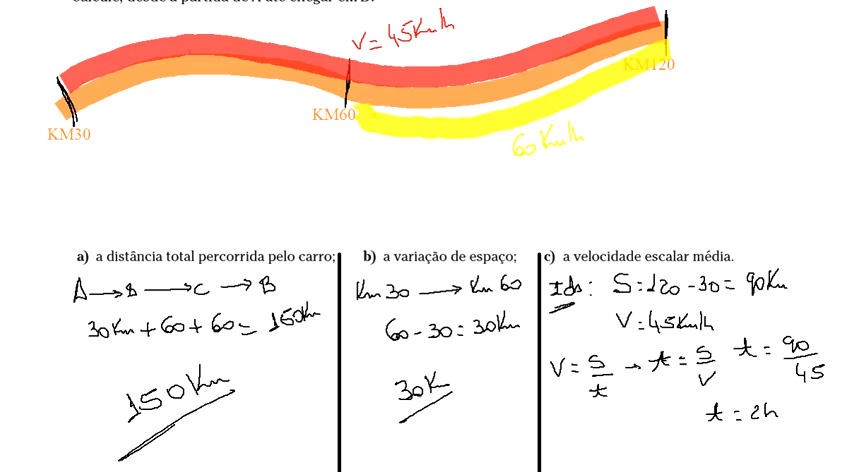 V = 45Km/h
KM120
KM60
KM30
60Km/h
a) a distância total percorrida pelo carro;
A → B → C → B
30Km + 60 + 60 = 150Km
150Km
b) a variação de espaço;
Km 30 → Km 60
60 - 30 = 30Km
30K
c) a velocidade escalar média.
Ida: S = 120 - 30 = 90Km
V = 45Km/h
V = S/t → t = S/V t = 90/45
t = 2h